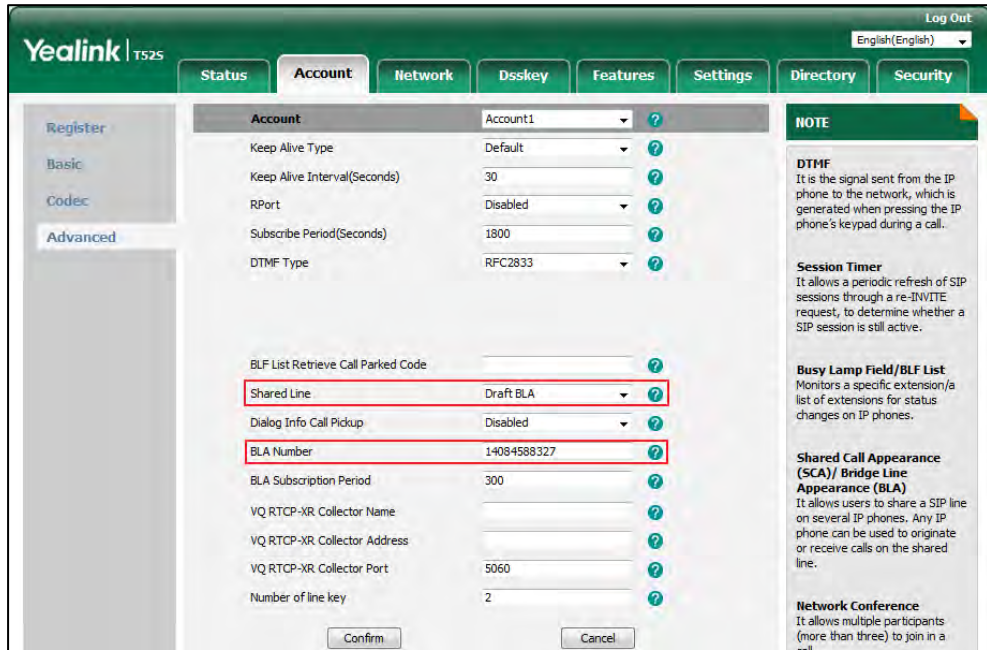 Log Out
Yealink | T52S
English(English)
Status Account Network Dsskey Features Settings Directory Security
Register
Basic
Codec
Advanced
Account Account1
Keep Alive Type Default
Keep Alive Interval(Seconds) 30
RPort Disabled
Subscribe Period(Seconds) 1800
DTMF Type RFC2833
BLF List Retrieve Call Parked Code
Shared Line Draft BLA
Dialog Info Call Pickup Disabled
BLA Number 14084588327
BLA Subscription Period 300
VQ RTCP-XR Collector Name
VQ RTCP-XR Collector Address
VQ RTCP-XR Collector Port 5060
Number of line key 2
Confirm Cancel
NOTE
DTMF
It is the signal sent from the IP
phone to the network, which is
generated when pressing the IP
phone's keypad during a call.
Session Timer
It allows a periodic refresh of SIP
sessions through a re-INVITE
request, to determine whether a
SIP session is still active.
Busy Lamp Field/BLF List
Monitors a specific extension/a
list of extensions for status
changes on IP phones.
Shared Call Appearance
(SCA)/ Bridge Line
Appearance (BLA)
It allows users to share a SIP line
on several IP phones. Any IP
phone can be used to originate
or receive calls on the shared
line.
Network Conference
It allows multiple participants
(more than three) to join in a